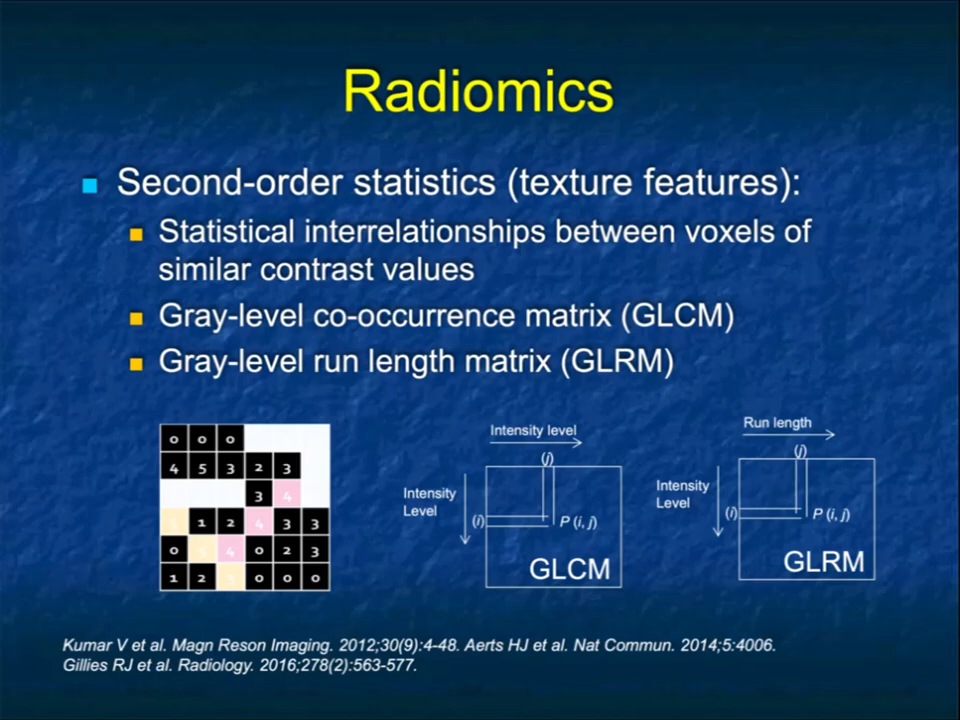 Radiomics
Second-order statistics (texture features):
Statistical interrelationships between voxels of
similar contrast values
Gray-level co-occurrence matrix (GLCM)
Gray-level run length matrix (GLRM)
0 0 0
4 5 3 2 3
3 4
1 2 4 3 3
0 4 0 2 3
1 2 0 0 0
Intensity level
(j)
Intensity
Level
(i)
P (i, j)
GLCM
Run length
(j)
Intensity
Level
(i)
P (i, j)
GLRM
Kumar V et al. Magn Reson Imaging. 2012;30(9):4-48. Aerts HJ et al. Nat Commun. 2014;5:4006.
Gillies RJ et al. Radiology. 2016;278(2):563-577.